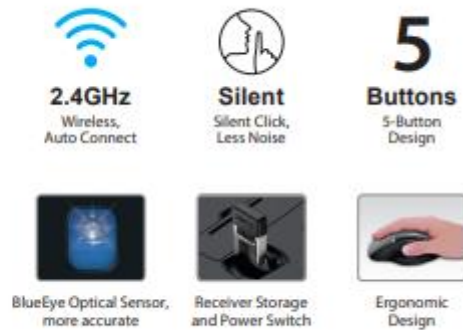 5
2.4GHz
Silent
Buttons
Wireless,
Auto Connect
Silent Click,
Less Noise
5-Button
Design
BlueEye Optical Sensor,
more accurate
Receiver Storage
and Power Switch
Ergonomic
Design